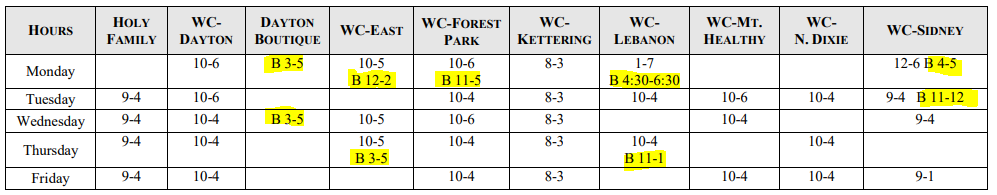 HOURS HOLY FAMILY WC-DAYTON DAYTON BOUTIQUE WC-EAST WC-FOREST PARK WC-KETTERING WC-LEBANON WC-MT. HEALTHY WC-N. DIXIE WC-SIDNEY
Monday 10-6 B 3-5 10-5 B 12-2 10-6 B 11-5 8-3 1-7 B 4:30-6:30 12-6 B 4-5
Tuesday 9-4 10-6 10-4 8-3 10-4 10-6 10-4 9-4 B 11-12
Wednesday 9-4 10-4 B 3-5 10-5 10-6 8-3 10-4 9-4
Thursday 9-4 10-4 10-5 B 3-5 10-4 8-3 10-4 B 11-1 10-4
Friday 9-4 10-4 10-4 8-3 10-4 10-4 9-1